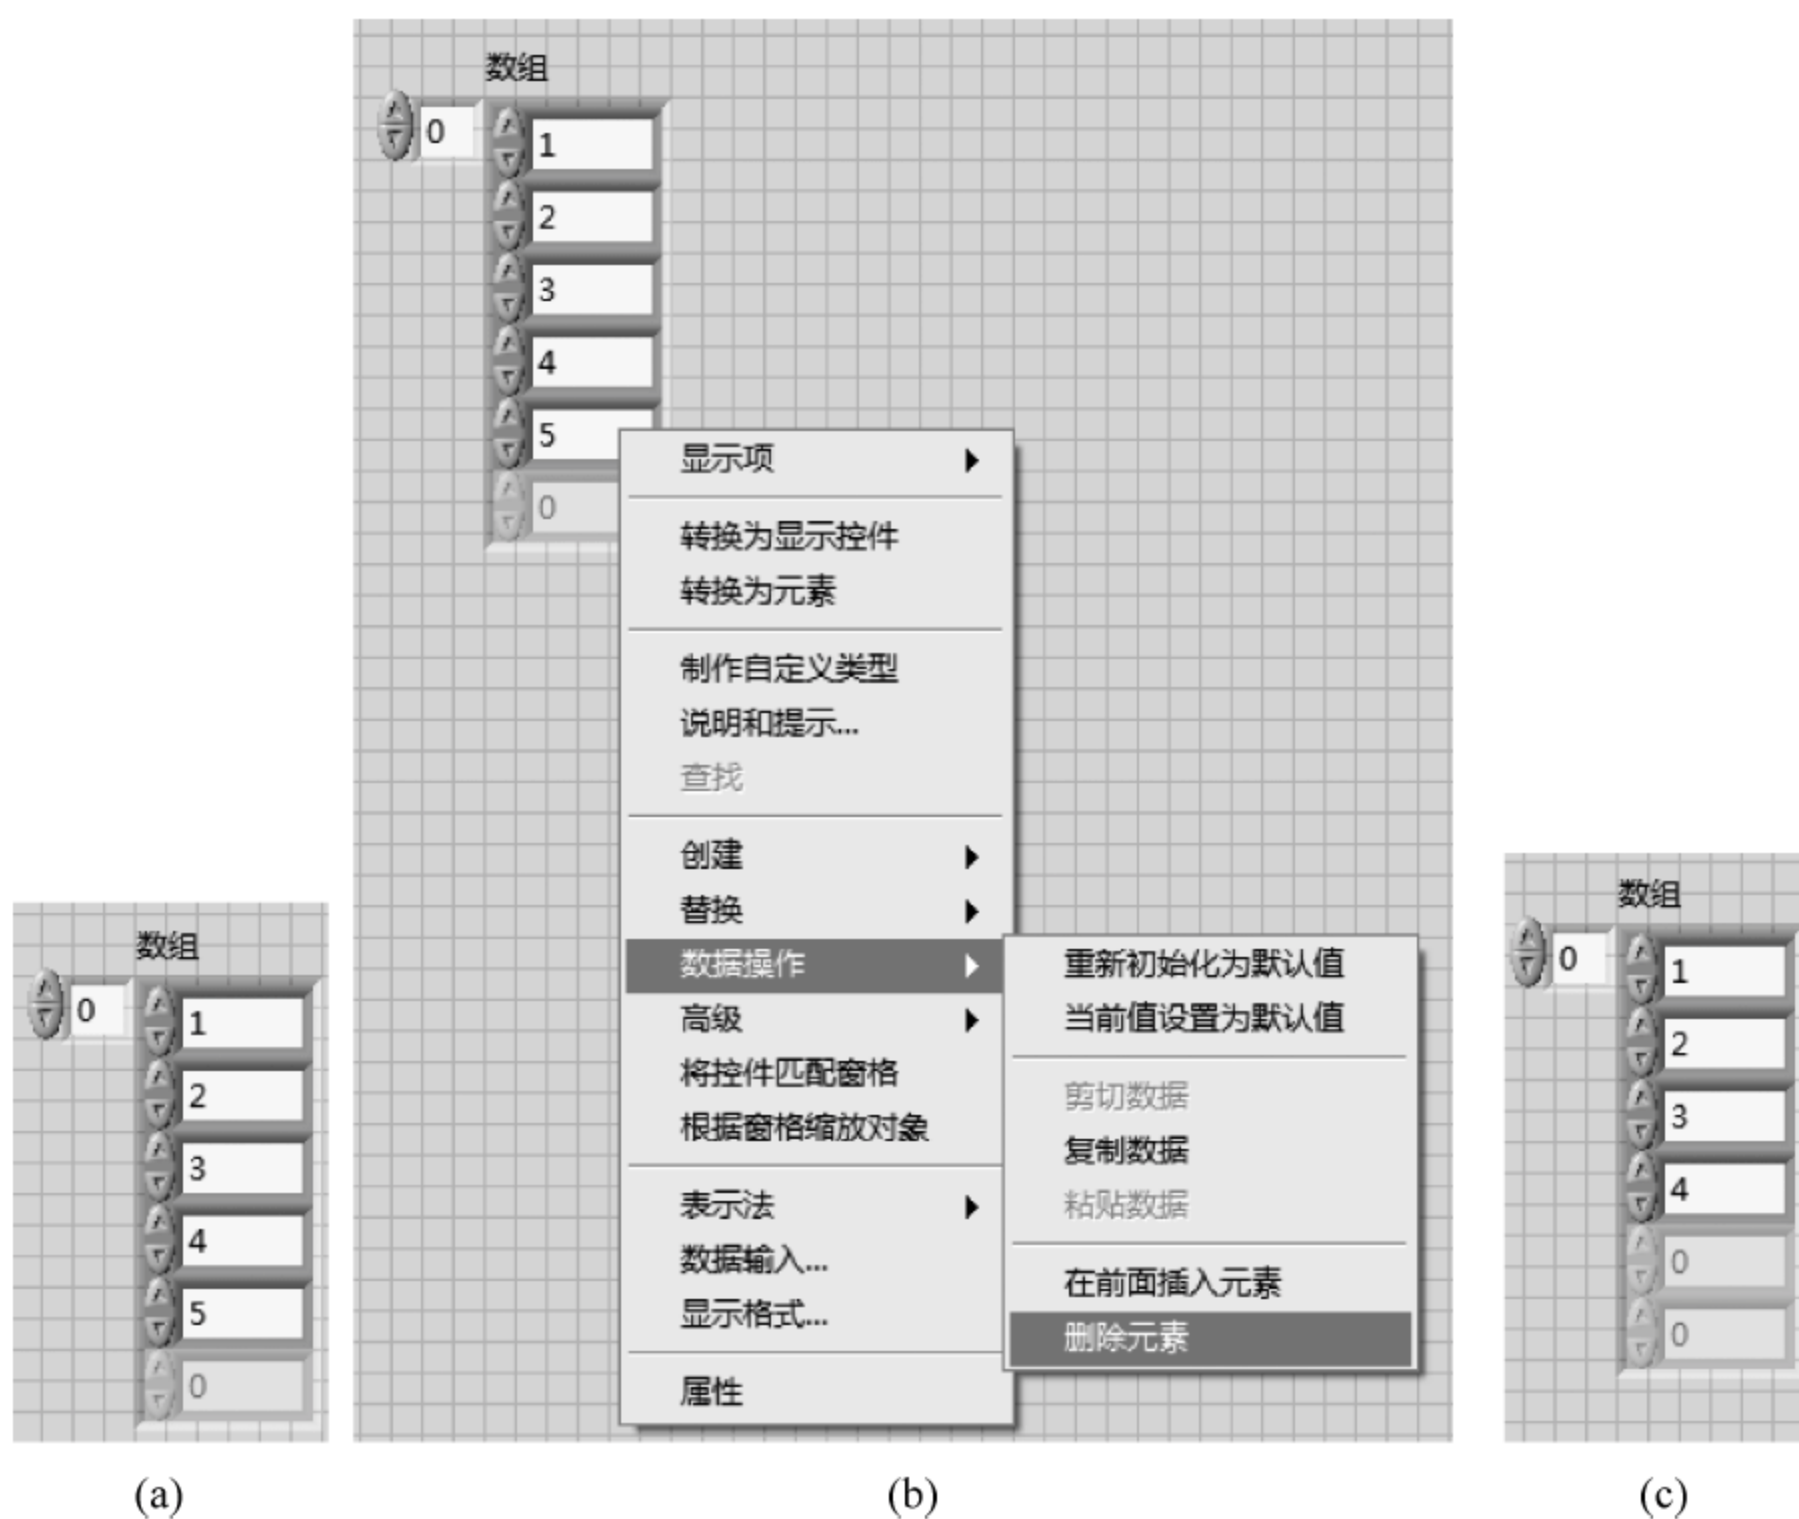 数组
0
1
2
3
4
5
0
(a)
数组
0
1
2
3
4
5
0
显示项
转换为显示控件
转换为元素
制作自定义类型
说明和提示...
查找
创建
替换
数据操作
高级
将控件匹配窗格
根据窗格缩放对象
表示法
数据输入...
显示格式...
属性
重新初始化为默认值
当前值设置为默认值
剪切数据
复制数据
粘贴数据
在前面插入元素
删除元素
(b)
数组
0
1
2
3
4
0
0
(c)